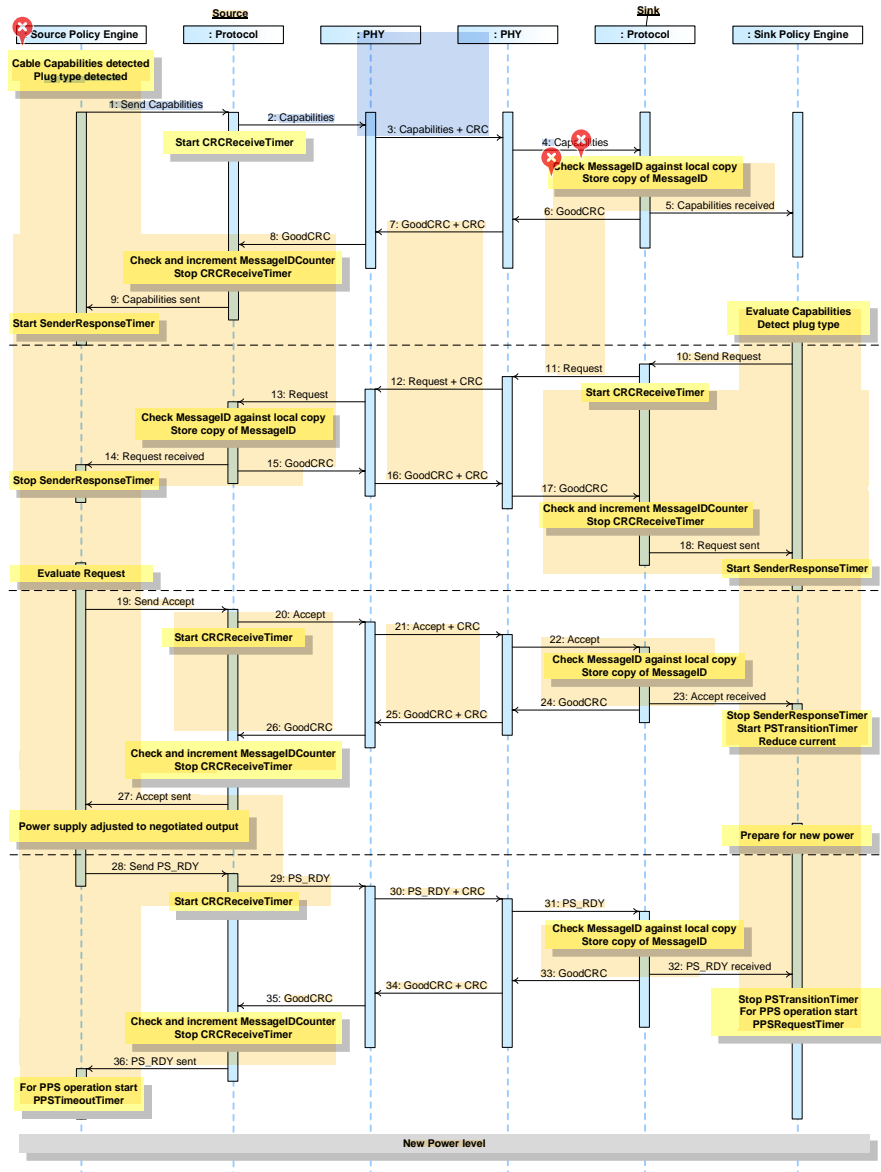 Source
Sink
: Source Policy Engine
: Protocol
: PHY
: PHY
: Protocol
: Sink Policy Engine
Cable Capabilities detected
Plug type detected
1: Send Capabilities
2: Capabilities
Start CRCReceiveTimer
3: Capabilities + CRC
4: Capabilities
Check MessageID against local copy
Store copy of MessageID
5: Capabilities received
6: GoodCRC
7: GoodCRC + CRC
8: GoodCRC
Check and increment MessageIDCounter
Stop CRCReceiveTimer
9: Capabilities sent
Start SenderResponseTimer
Evaluate Capabilities
Detect plug type
10: Send Request
11: Request
Start CRCReceiveTimer
12: Request + CRC
13: Request
Check MessageID against local copy
Store copy of MessageID
14: Request received
15: GoodCRC
Stop SenderResponseTimer
16: GoodCRC + CRC
17: GoodCRC
Check and increment MessageIDCounter
Stop CRCReceiveTimer
18: Request sent
Start SenderResponseTimer
Evaluate Request
19: Send Accept
20: Accept
Start CRCReceiveTimer
21: Accept + CRC
22: Accept
Check MessageID against local copy
Store copy of MessageID
23: Accept received
24: GoodCRC
Stop SenderResponseTimer
Start PSTransitionTimer
Reduce current
25: GoodCRC + CRC
26: GoodCRC
Check and increment MessageIDCounter
Stop CRCReceiveTimer
27: Accept sent
Power supply adjusted to negotiated output
Prepare for new power
28: Send PS_RDY
29: PS_RDY
Start CRCReceiveTimer
30: PS_RDY + CRC
31: PS_RDY
Check MessageID against local copy
Store copy of MessageID
32: PS_RDY received
33: GoodCRC
34: GoodCRC + CRC
35: GoodCRC
Stop PSTransitionTimer
For PPS operation start
PPSRequestTimer
Check and increment MessageIDCounter
Stop CRCReceiveTimer
36: PS_RDY sent
For PPS operation start
PPSTimeoutTimer
New Power level